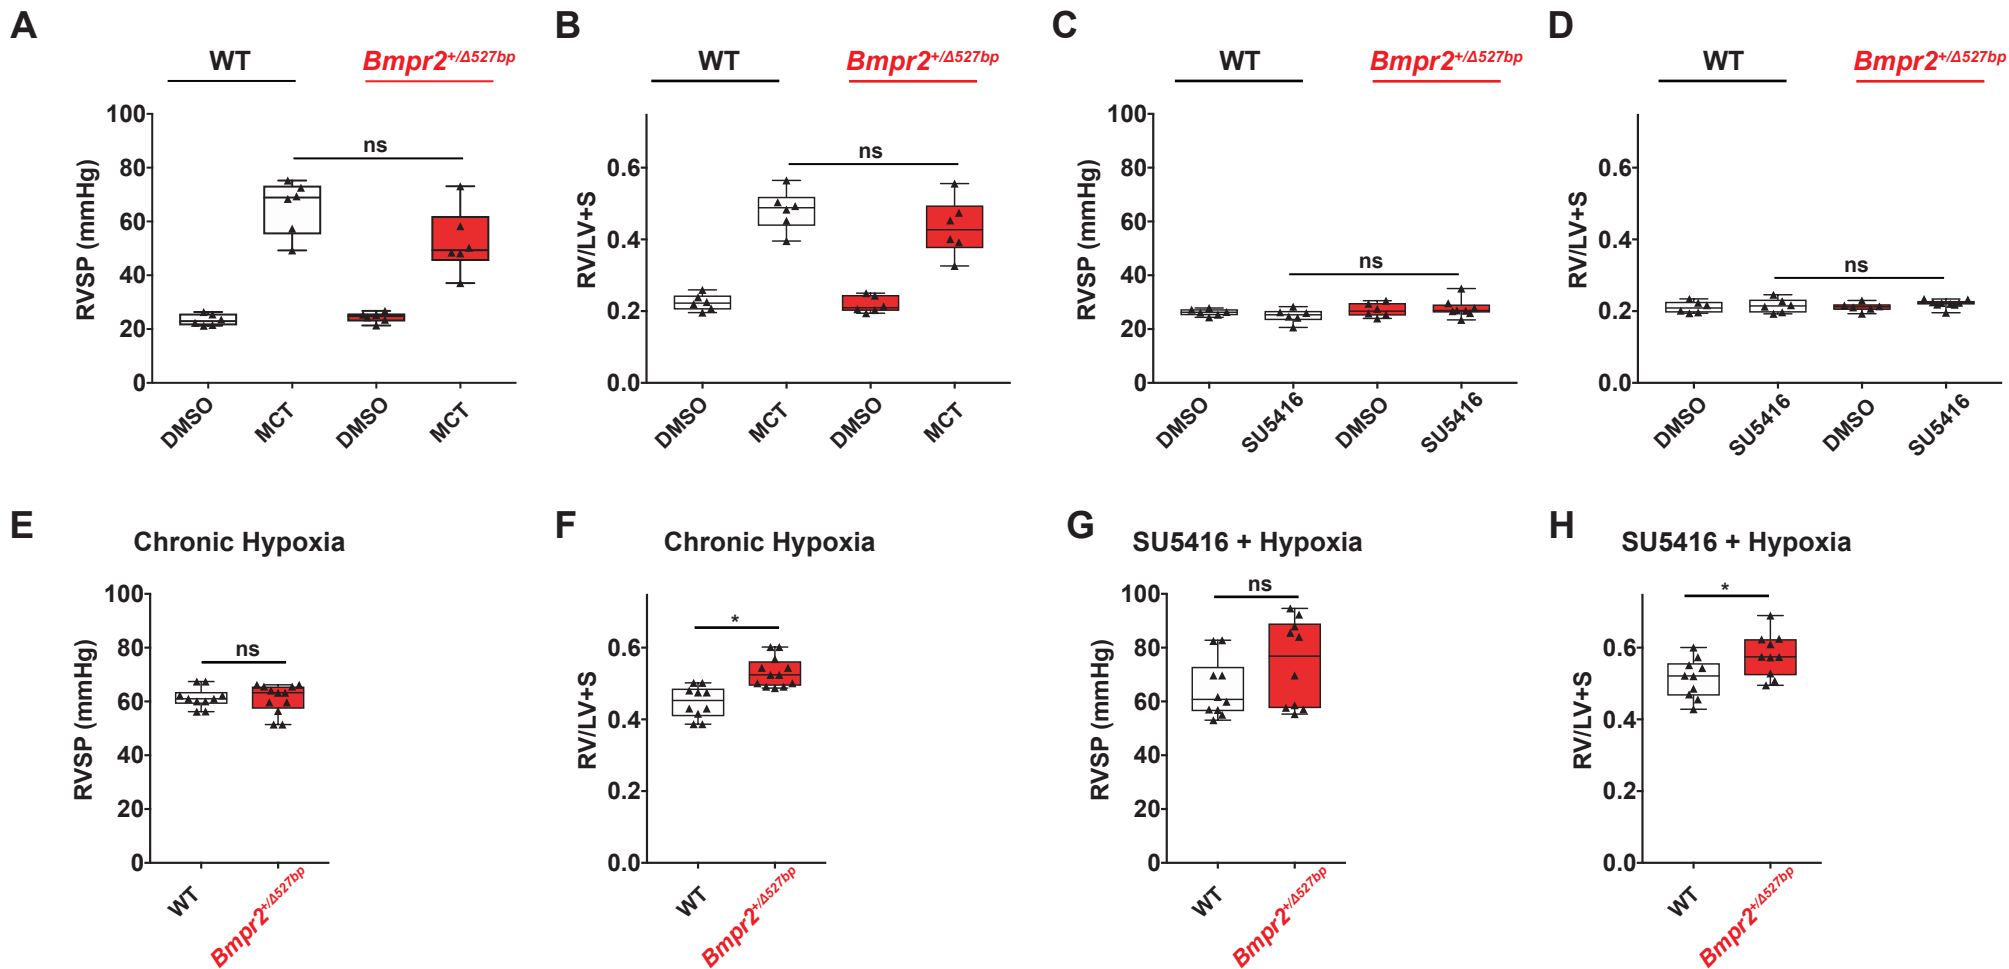 A
WT
Bmpr2+/Δ527bp
RVSP (mmHg)
100
80
60
40
20
0
ns
DMSO
MCT
DMSO
MCT
B
WT
Bmpr2+/Δ527bp
RV/LV+S
0.6
0.4
0.2
0.0
ns
DMSO
MCT
DMSO
MCT
C
WT
Bmpr2+/Δ527bp
RVSP (mmHg)
100
80
60
40
20
0
ns
DMSO
SU5416
DMSO
SU5416
D
WT
Bmpr2+/Δ527bp
RV/LV+S
0.6
0.4
0.2
0.0
ns
DMSO
SU5416
DMSO
SU5416
E
Chronic Hypoxia
RVSP (mmHg)
100
80
60
40
20
0
ns
WT
Bmpr2+/Δ527bp
F
Chronic Hypoxia
RV/LV+S
0.6
0.4
0.2
0.0
*
WT
Bmpr2+/Δ527bp
G
SU5416 + Hypoxia
RVSP (mmHg)
100
80
60
40
20
0
ns
WT
Bmpr2+/Δ527bp
H
SU5416 + Hypoxia
RV/LV+S
0.6
0.4
0.2
0.0
*
WT
Bmpr2+/Δ527bp